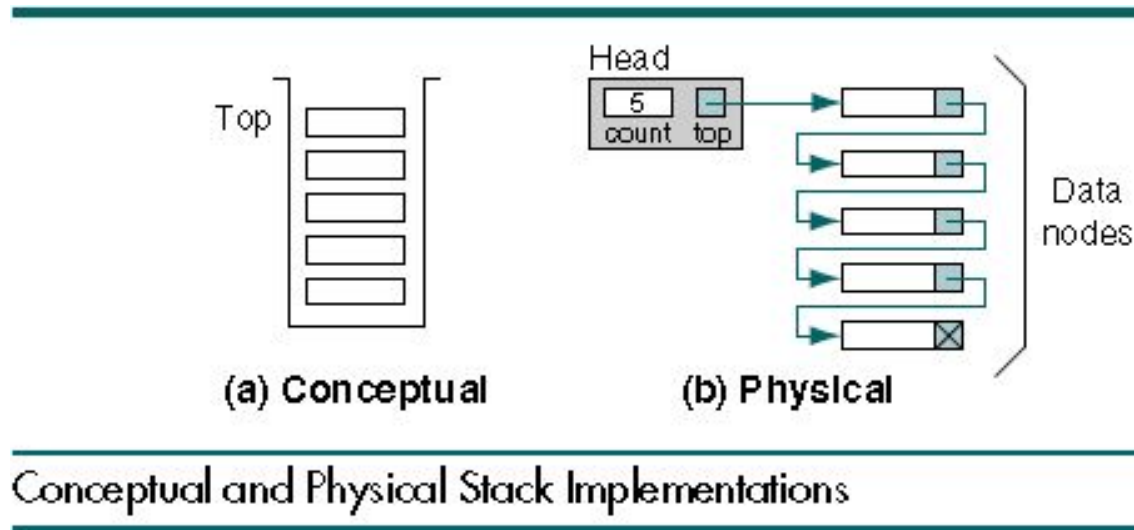 Top
Head
5
count top
Data
nodes
(a) Conceptual
(b) Physical
Conceptual and Physical Stack Implementations